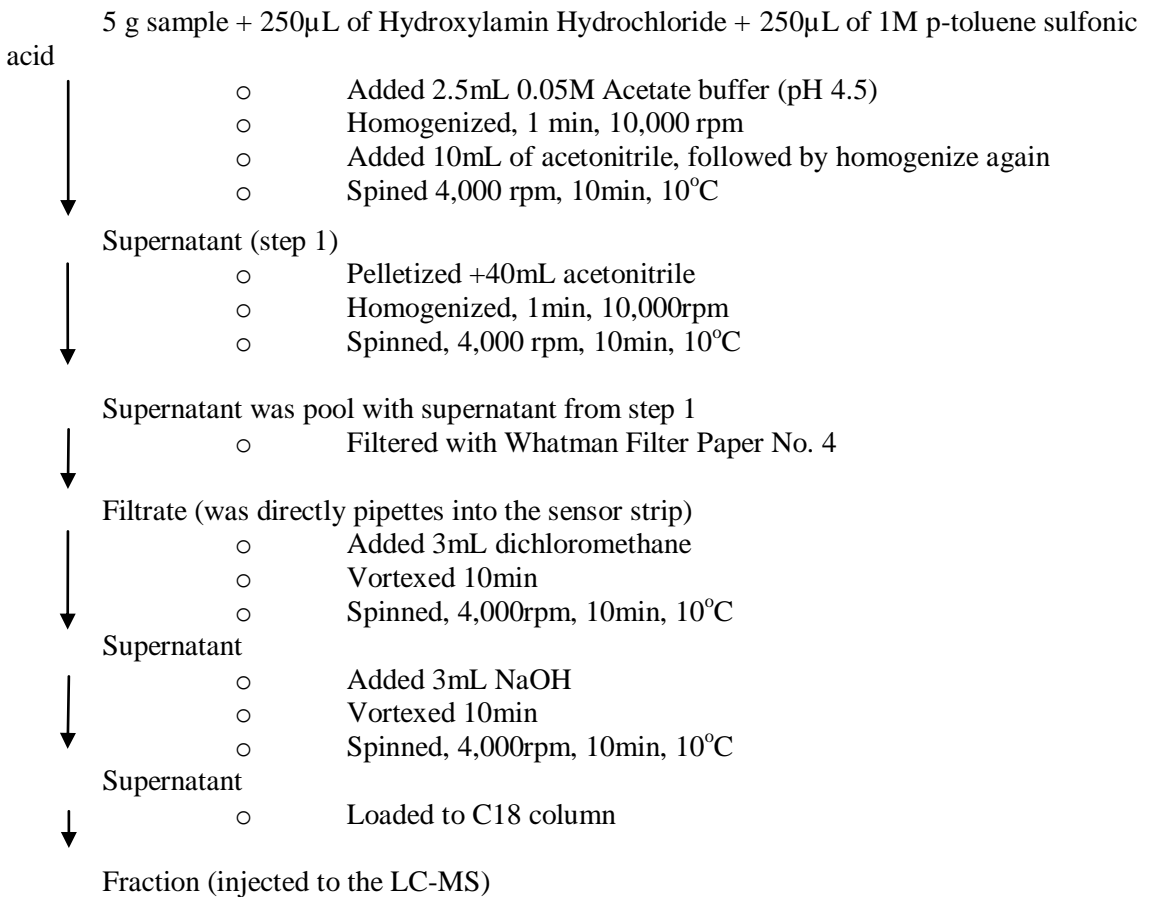 5 g sample + 250µL of Hydroxylamin Hydrochloride + 250µL of 1M p-toluene sulfonic
acid
o Added 2.5mL 0.05M Acetate buffer (pH 4.5)
o Homogenized, 1 min, 10,000 rpm
o Added 10mL of acetonitrile, followed by homogenize again
o Spined 4,000 rpm, 10min, 10°C
Supernatant (step 1)
o Pelletized +40mL acetonitrile
o Homogenized, 1min, 10,000rpm
o Spinned, 4,000 rpm, 10min, 10°C
Supernatant was pool with supernatant from step 1
o Filtered with Whatman Filter Paper No. 4
Filtrate (was directly pipettes into the sensor strip)
o Added 3mL dichloromethane
o Vortexed 10min
o Spinned, 4,000rpm, 10min, 10°C
Supernatant
o Added 3mL NaOH
o Vortexed 10min
o Spinned, 4,000rpm, 10min, 10°C
Supernatant
o Loaded to C18 column
Fraction (injected to the LC-MS)